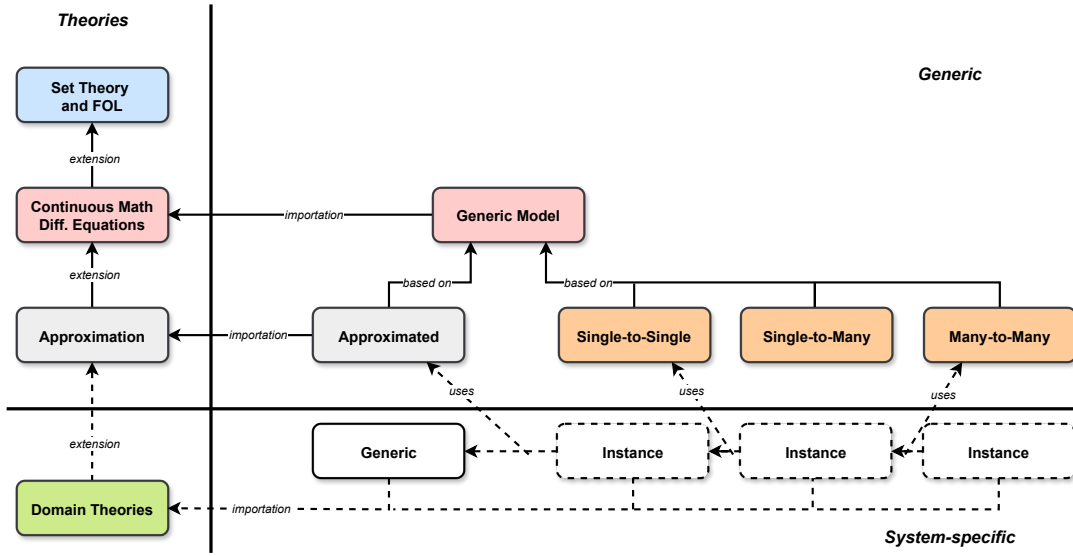 Theories
Generic
Set Theory
and FOL
extension
Continuous Math
Diff. Equations
importation
Generic Model
extension
based on
based on
Approximation
importation
Approximated
Single-to-Single
Single-to-Many
Many-to-Many
uses
uses
uses
extension
Generic
Instance
Instance
Instance
Domain Theories
importation
System-specific